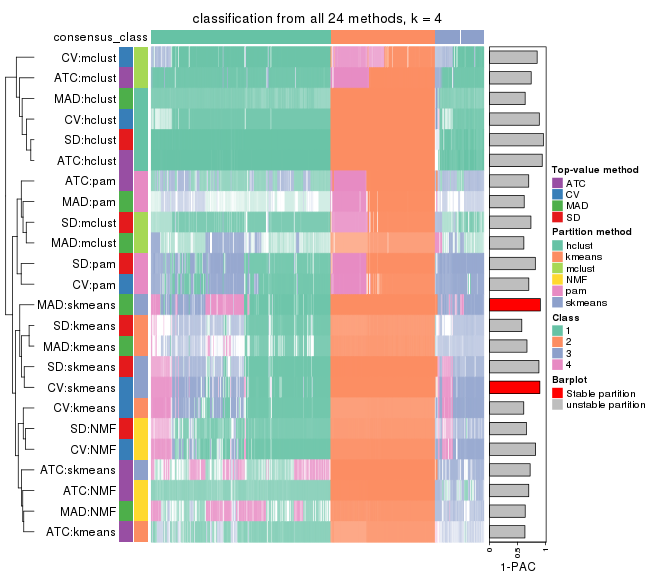 classification from all 24 methods, k = 4
consensus_class
CV:mclust
ATC:mclust
MAD:hclust
CV:hclust
SD:hclust
ATC:hclust
ATC:pam
MAD:pam
SD:mclust
MAD:mclust
SD:pam
CV:pam
MAD:skmeans
SD:kmeans
MAD:kmeans
SD:skmeans
CV:skmeans
CV:kmeans
SD:NMF
CV:NMF
ATC:skmeans
ATC:NMF
MAD:NMF
ATC:kmeans
0
0.5
1
1-PAC
Top-value method
ATC
CV
MAD
SD
Partition method
hclust
kmeans
mclust
NMF
pam
skmeans
Class
1
2
3
4
Barplot
Stable partition
unstable partition